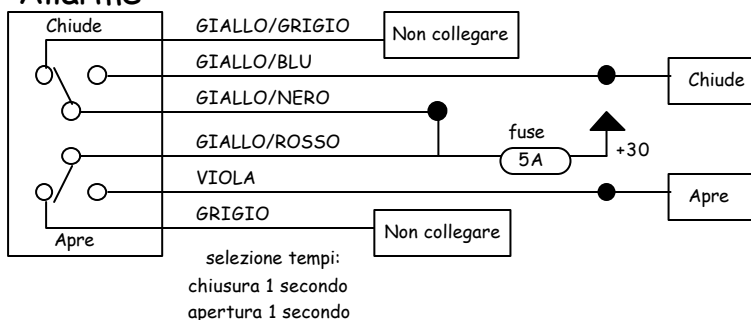 Allarme
Chiude
GIALLO/GRIGIO
Non collegare
GIALLO/BLU
Chiude
GIALLO/NERO
GIALLO/ROSSO
fuse
5A
+30
VIOLA
Apre
GRIGIO
Apre
Non collegare
selezione tempi:
chiusura 1 secondo
apertura 1 secondo